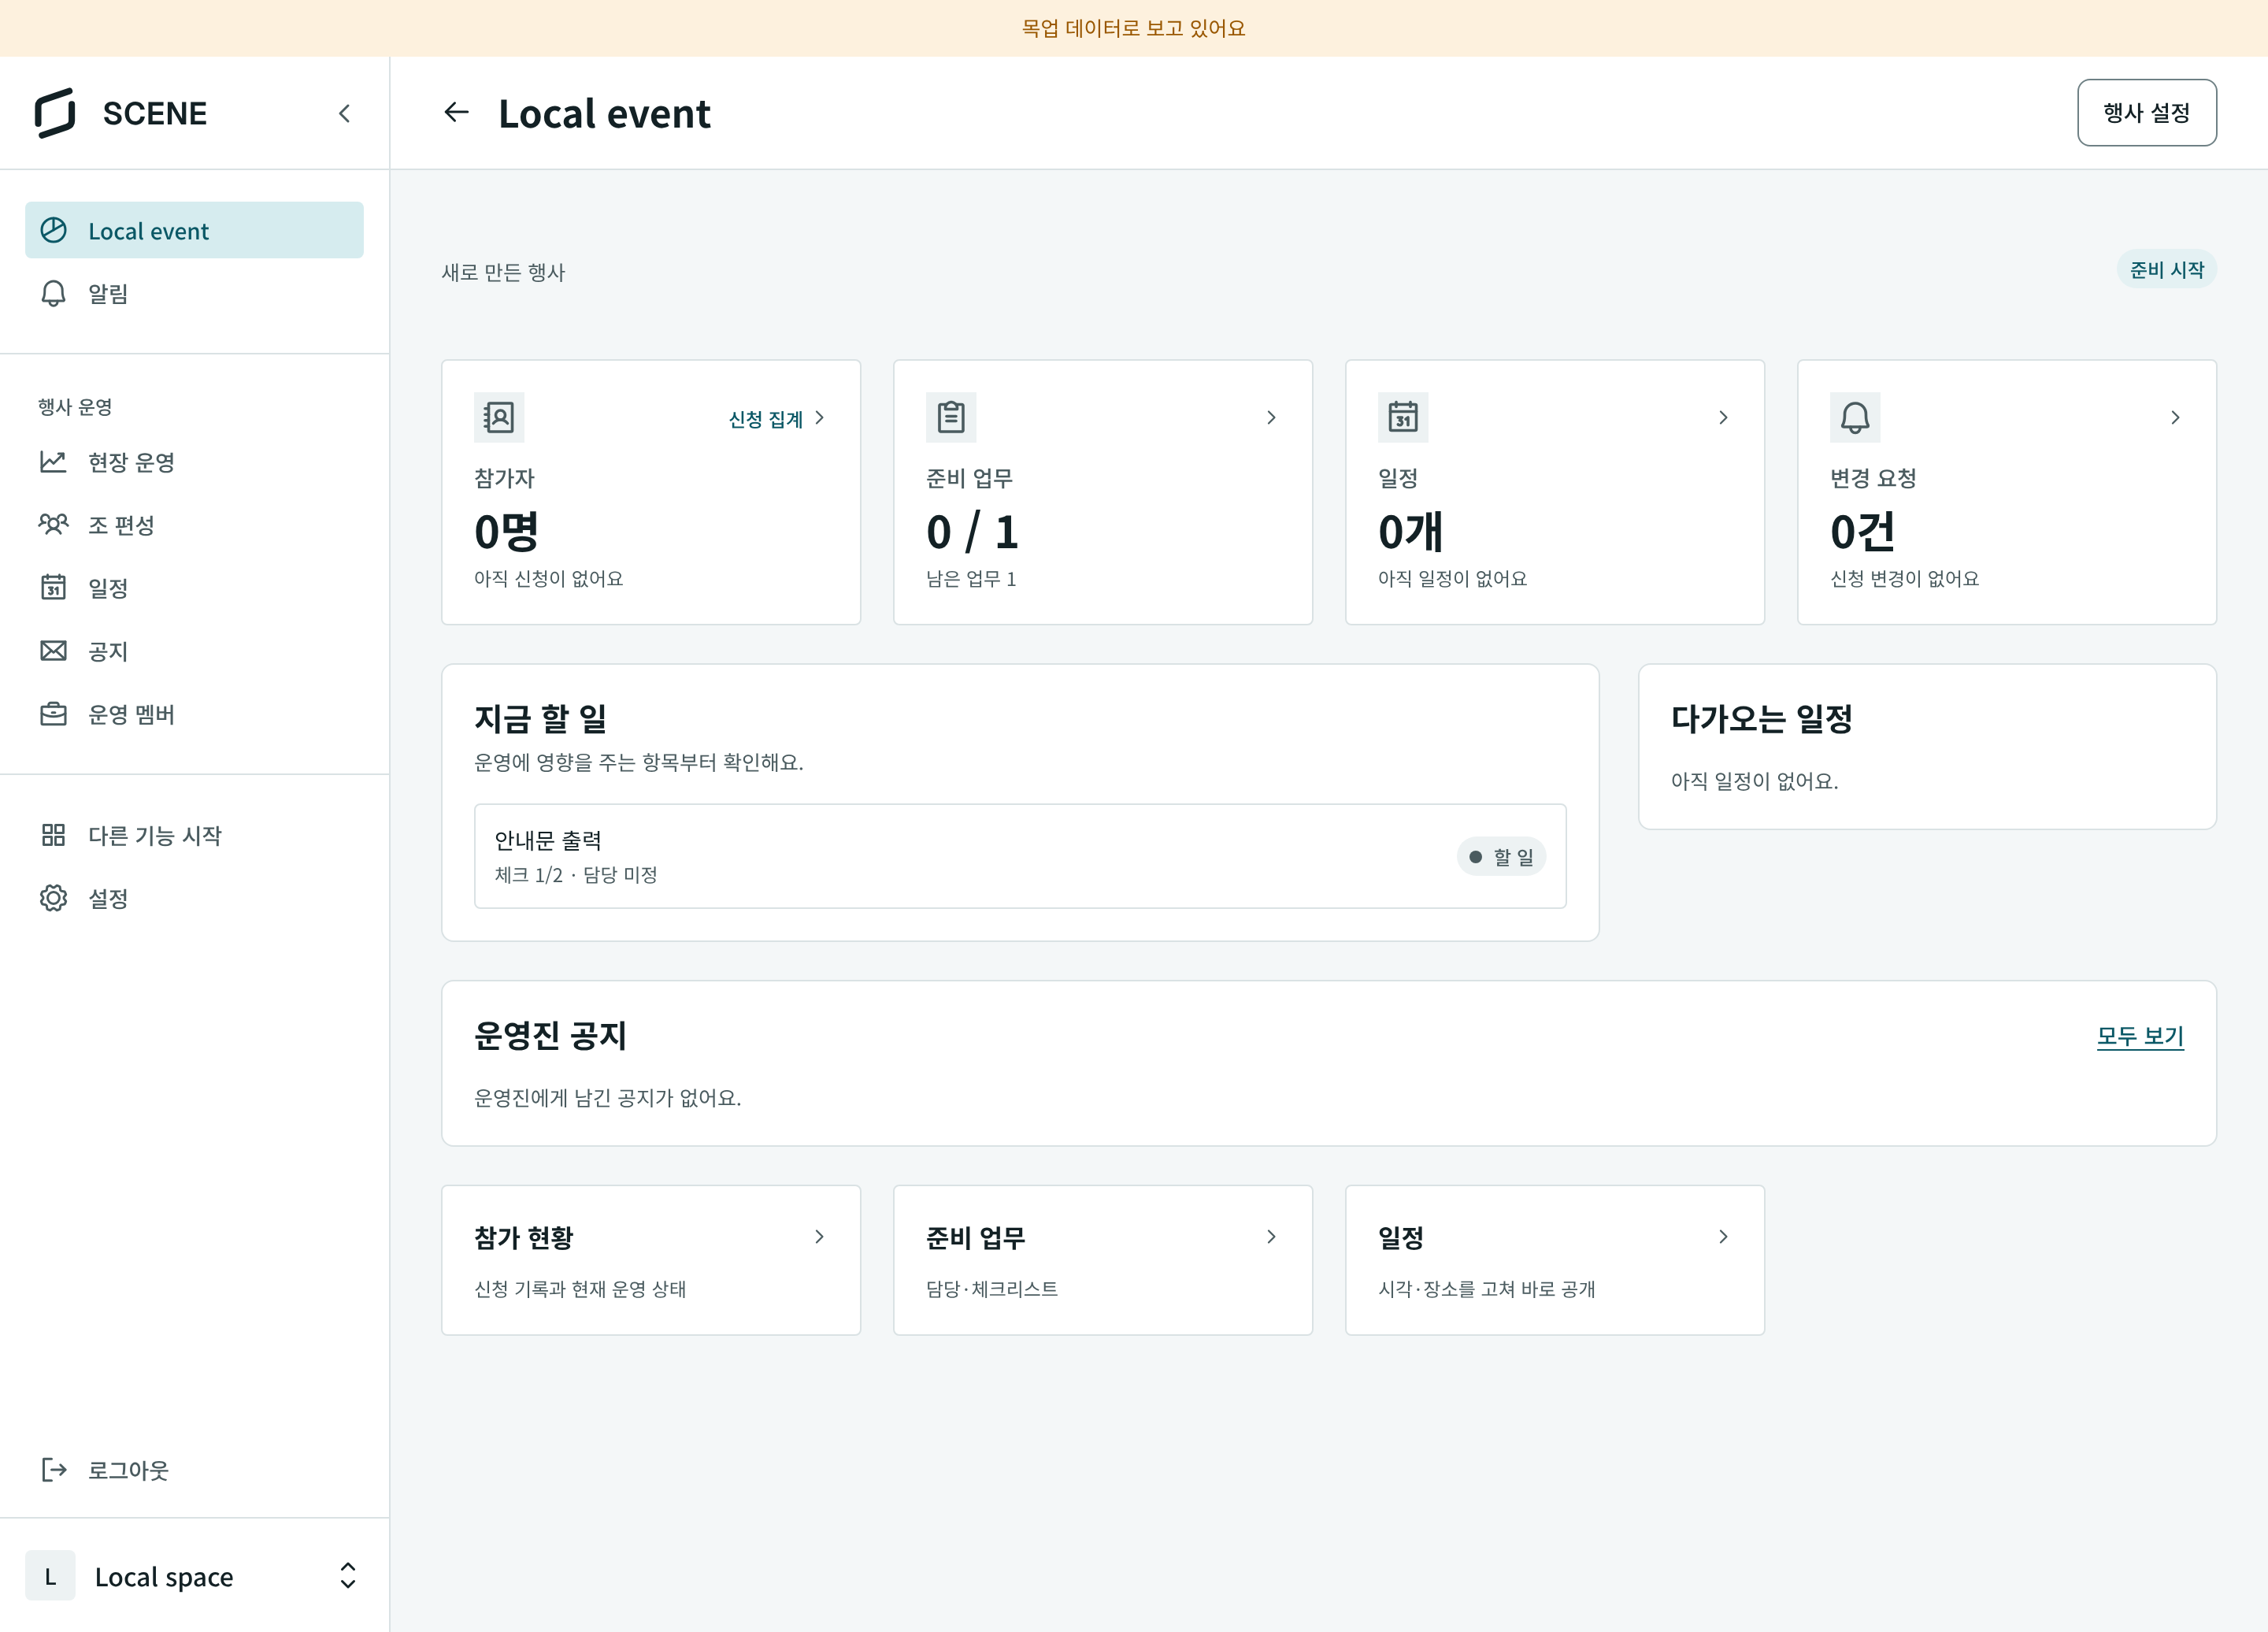 목업 데이터로 보고 있어요
SCENE
Local event
행사 설정
Local event
알림
행사 운영
현장 운영
조 편성
31
일정
공지
운영 멤버
다른 기능 시작
설정
로그아웃
L
Local space
새로 만든 행사
준비 시작
신청 집계
참가자
0명
아직 신청이 없어요
준비 업무
0 / 1
남은 업무 1
31
일정
0개
아직 일정이 없어요
변경 요청
0건
신청 변경이 없어요
지금 할 일
운영에 영향을 주는 항목부터 확인해요.
안내문 출력
체크 1/2 · 담당 미정
할 일
다가오는 일정
아직 일정이 없어요.
운영진 공지
모두 보기
운영진에게 남긴 공지가 없어요.
참가 현황
신청 기록과 현재 운영 상태
준비 업무
담당·체크리스트
일정
시각·장소를 고쳐 바로 공개